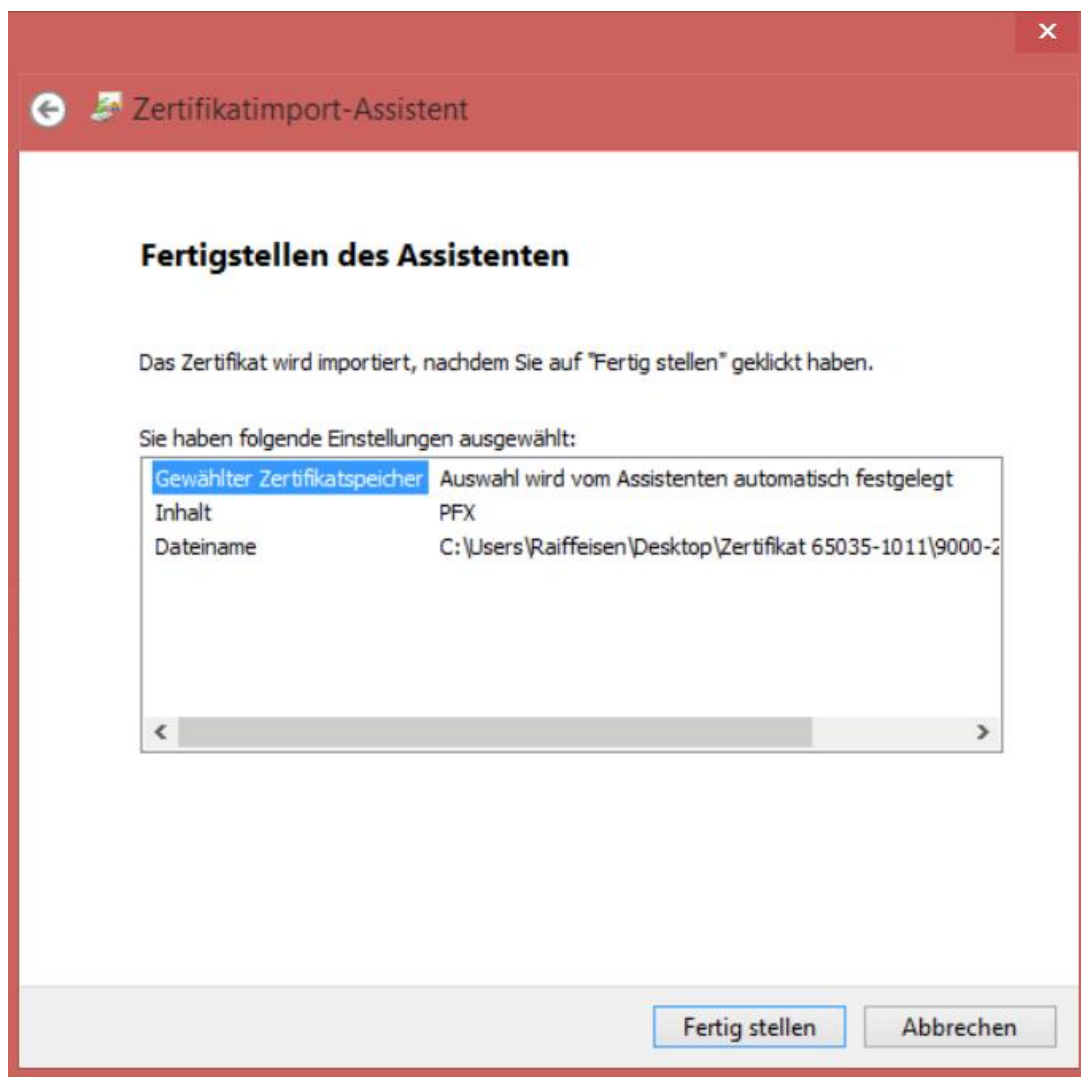 Zertifikatimport-Assistent
Fertigstellen des Assistenten
Das Zertifikat wird importiert, nachdem Sie auf "Fertig stellen" geklickt haben.
Sie haben folgende Einstellungen ausgewählt:
Gewählter Zertifikatspeicher Auswahl wird vom Assistenten automatisch festgelegt
Inhalt PFX
Dateiname C:\Users\Raiffeisen\Desktop\Zertifikat 65035-1011\9000-2
Fertig stellen Abbrechen